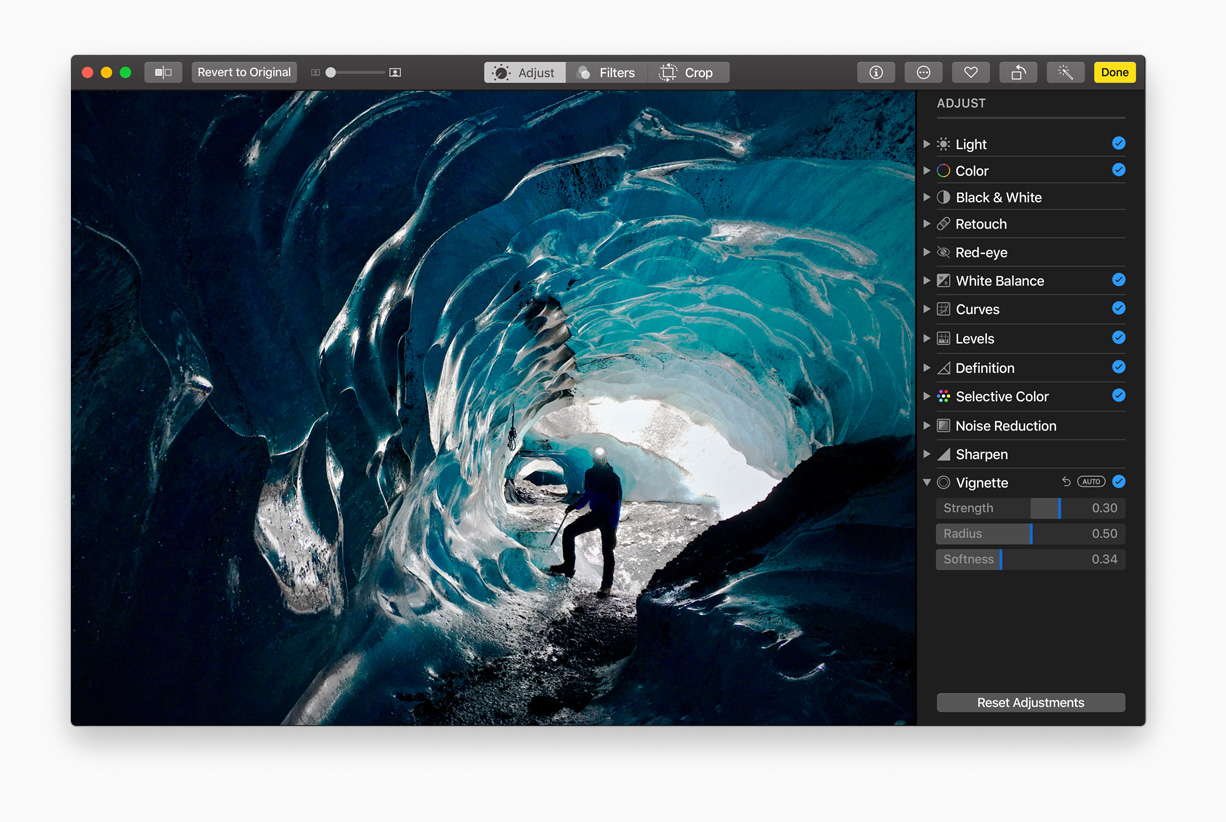 Revert to Original
Adjust
Filters
Crop
Done
ADJUST
Light
Color
Black & White
Retouch
Red-eye
White Balance
Curves
Levels
Definition
Selective Color
Noise Reduction
Sharpen
Vignette AUTO
Strength 0.30
Radius 0.50
Softness 0.34
Reset Adjustments